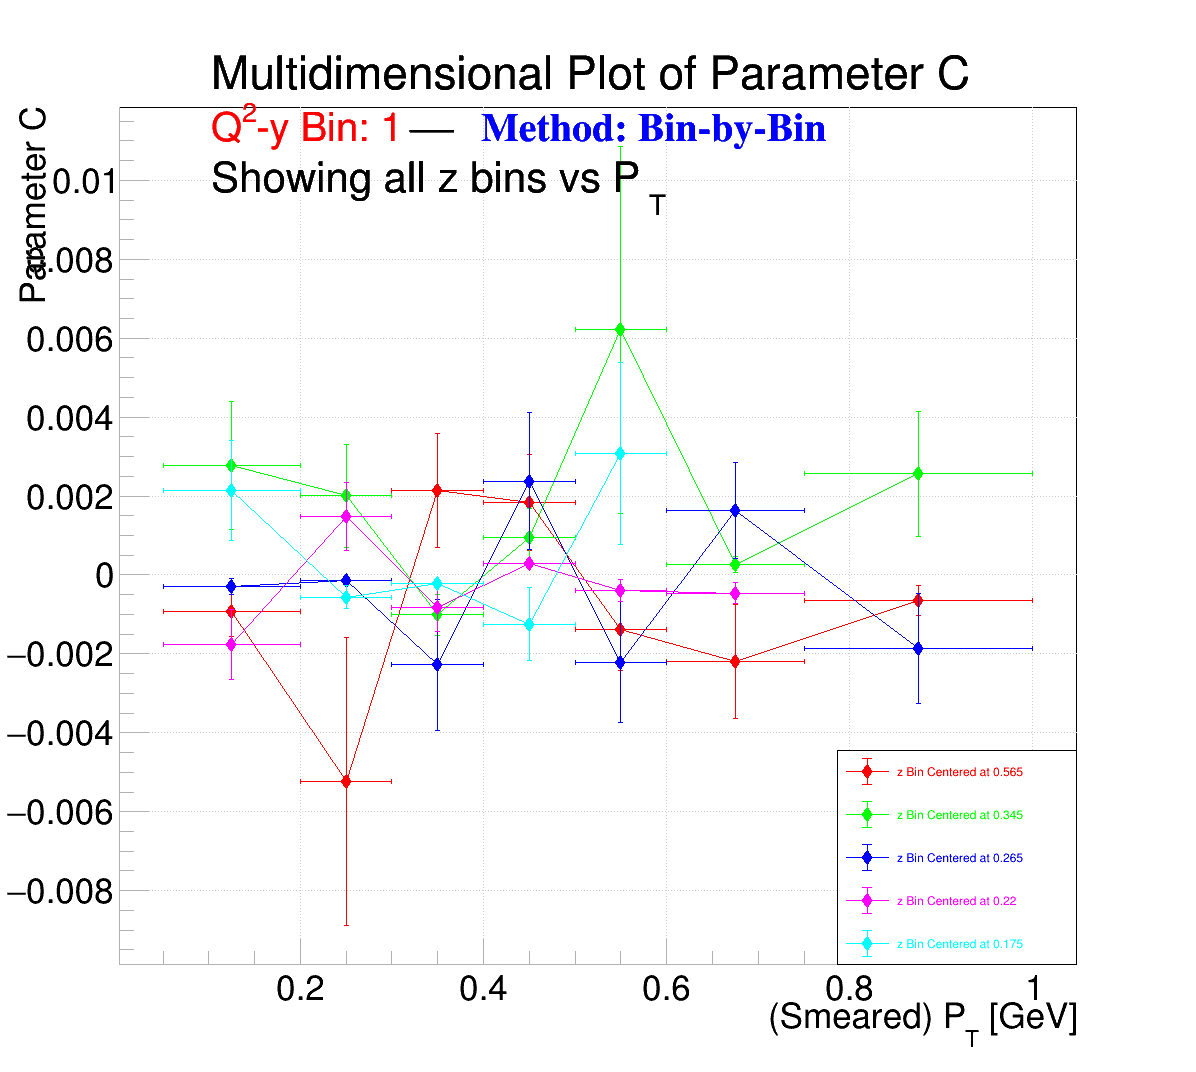 Multidimensional Plot of Parameter C
Q²-y Bin: 1 — Method: Bin-by-Bin
Showing all z bins vs P_T
Parameter C
0.01
0.008
0.006
0.004
0.002
0
−0.002
−0.004
−0.006
−0.008
z Bin Centered at 0.565
z Bin Centered at 0.345
z Bin Centered at 0.265
z Bin Centered at 0.22
z Bin Centered at 0.175
0.2 0.4 0.6 0.8 1
(Smeared) P_T [GeV]